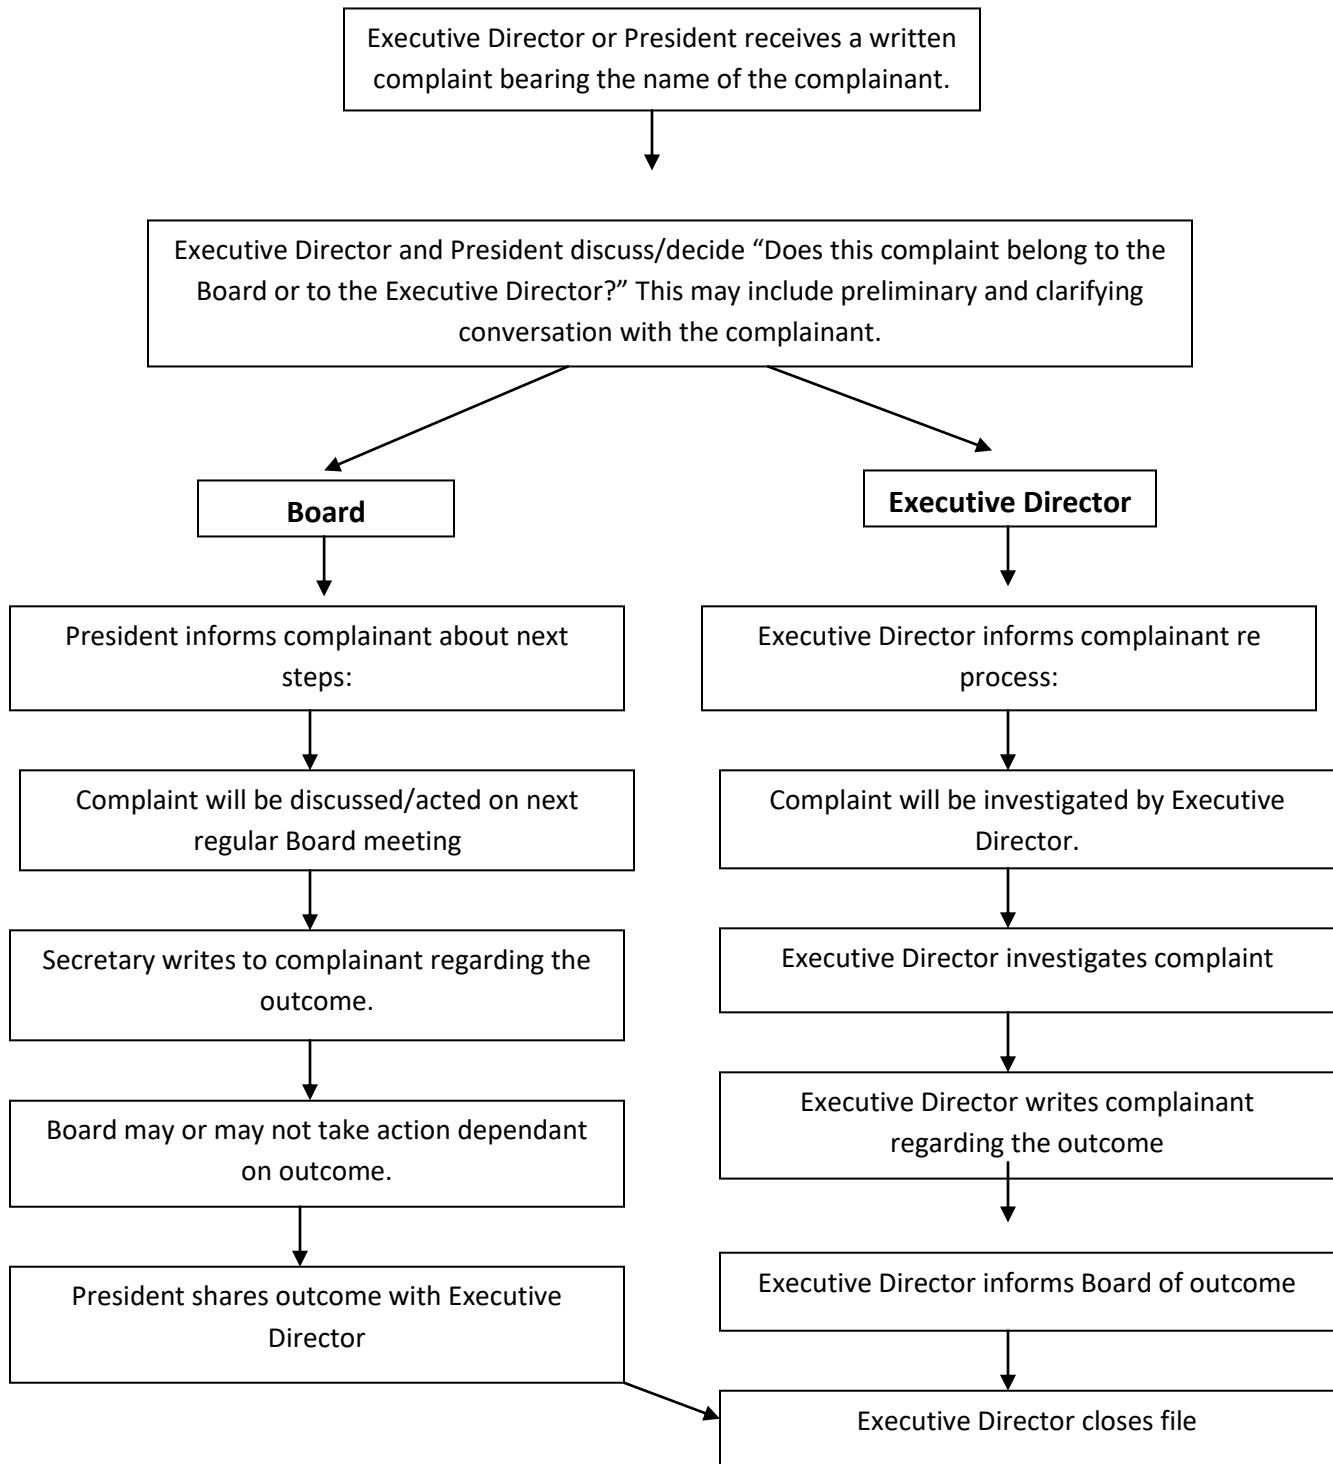 Executive Director or President receives a written
complaint bearing the name of the complainant.
Executive Director and President discuss/decide “Does this complaint belong to the
Board or to the Executive Director?” This may include preliminary and clarifying
conversation with the complainant.
Board
President informs complainant about next
steps:
Complaint will be discussed/acted on next
regular Board meeting
Secretary writes to complainant regarding the
outcome.
Board may or may not take action dependant
on outcome.
President shares outcome with Executive
Director
Executive Director
Executive Director informs complainant re
process:
Complaint will be investigated by Executive
Director.
Executive Director investigates complaint
Executive Director writes complainant
regarding the outcome
Executive Director informs Board of outcome
Executive Director closes file